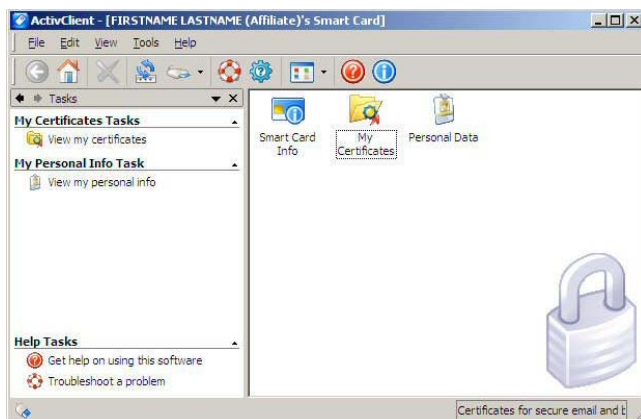 ActivClient - [FIRSTNAME LASTNAME (Affiliate)'s Smart Card]
File Edit View Tools Help
Tasks
My Certificates Tasks
View my certificates
My Personal Info Task
View my personal info
Help Tasks
Get help on using this software
Troubleshoot a problem
Smart Card
Info
My
Certificates
Personal Data
Certificates for secure email and